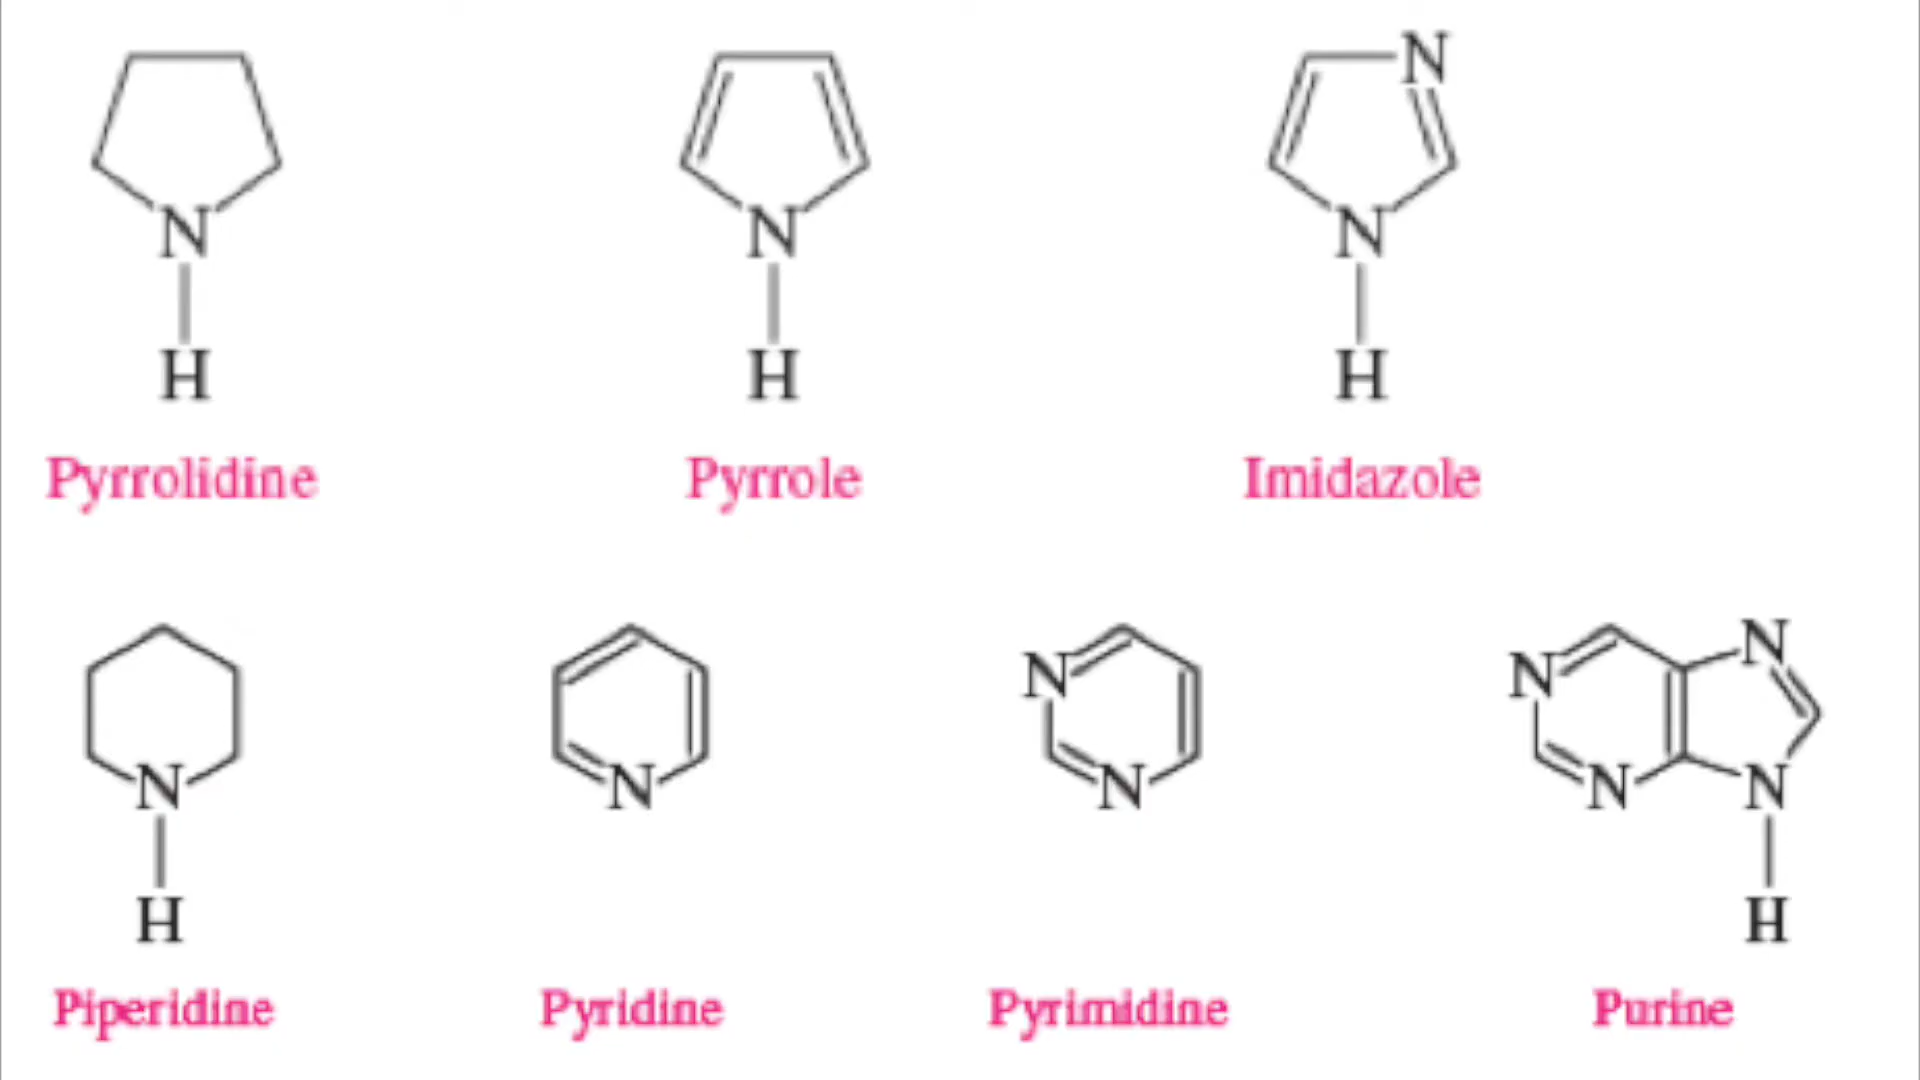 N
N
N
N
H
H
H
Pyrrolidine
Pyrrole
Imidazole
N
N
N
N
N
N
N
N
H
H
Piperidine
Pyridine
Pyrimidine
Purine